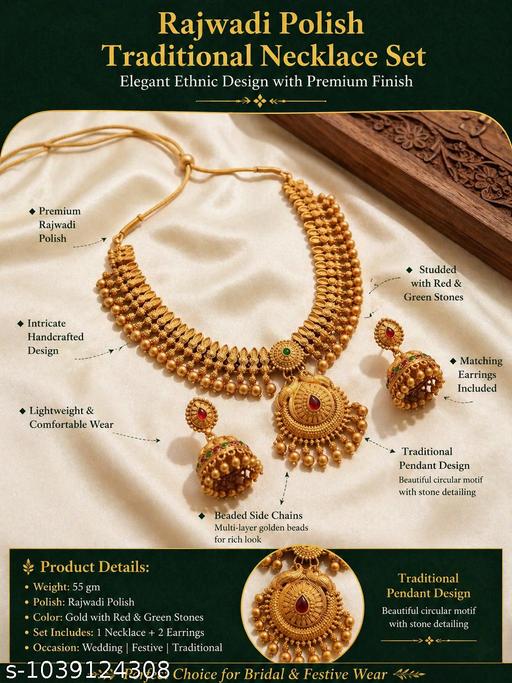 Rajwadi Polish
Traditional Necklace Set
Elegant Ethnic Design with Premium Finish
◆ Premium
Rajwadi
Polish
◆ Studded
with Red &
Green Stones
◆ Intricate
Handcrafted
Design
◆ Matching
Earrings
Included
◆ Lightweight &
Comfortable Wear
◆ Traditional
Pendant Design
Beautiful circular motif
with stone detailing
◆ Beaded Side Chains
Multi-layer golden beads
for rich look
Product Details:
• Weight: 55 gm
• Polish: Rajwadi Polish
• Color: Gold with Red & Green Stones
• Set Includes: 1 Necklace + 2 Earrings
• Occasion: Wedding | Festive | Traditional
Traditional
Pendant Design
Beautiful circular motif
with stone detailing
s-1039124308
Perfect Choice for Bridal & Festive Wear